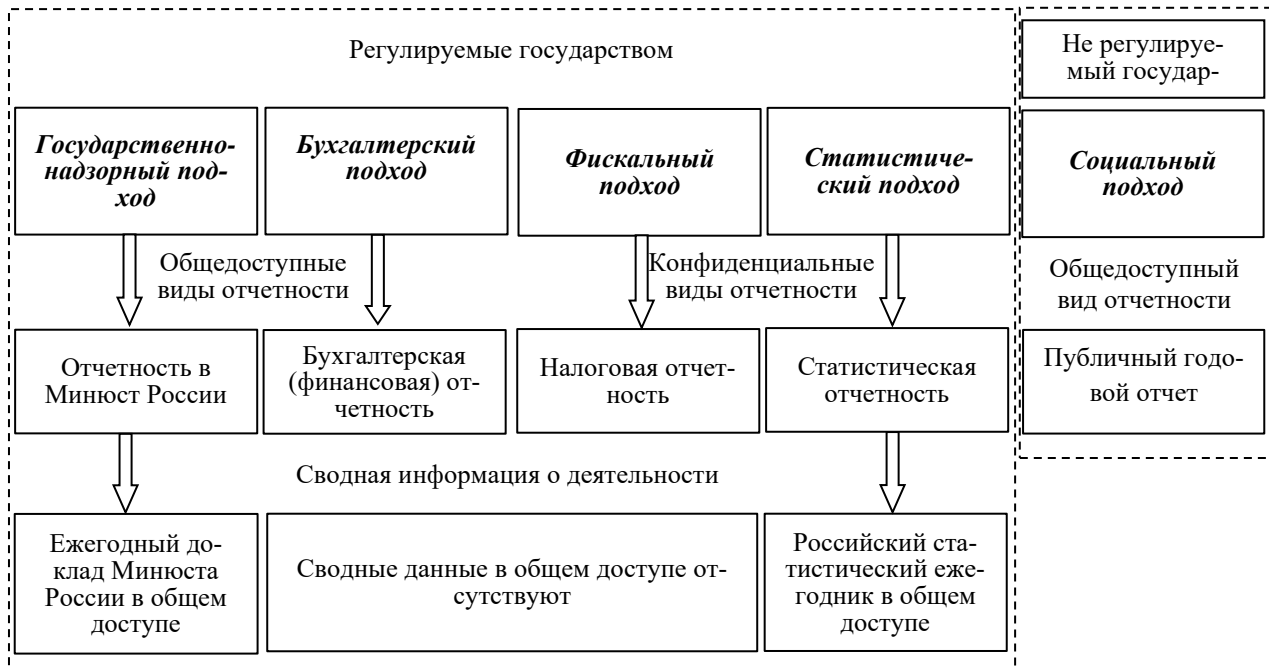 Регулируемые государством
Не регулируе-
мый государ-
Государственно-
надзорный под-
ход
Бухгалтерский
подход
Фискальный
подход
Статистиче-
ский подход
Социальный
подход
Общедоступные
виды отчетности
Конфиденциальные
виды отчетности
Общедоступный
вид отчетности
Отчетность в
Минюст России
Бухгалтерская
(финансовая) от-
четность
Налоговая отчет-
ность
Статистическая
отчетность
Публичный годо-
вой отчет
Сводная информация о деятельности
Ежегодный до-
клад Минюста
России в общем
доступе
Сводные данные в общем доступе от-
сутствуют
Российский ста-
тистический еже-
годник в общем
доступе